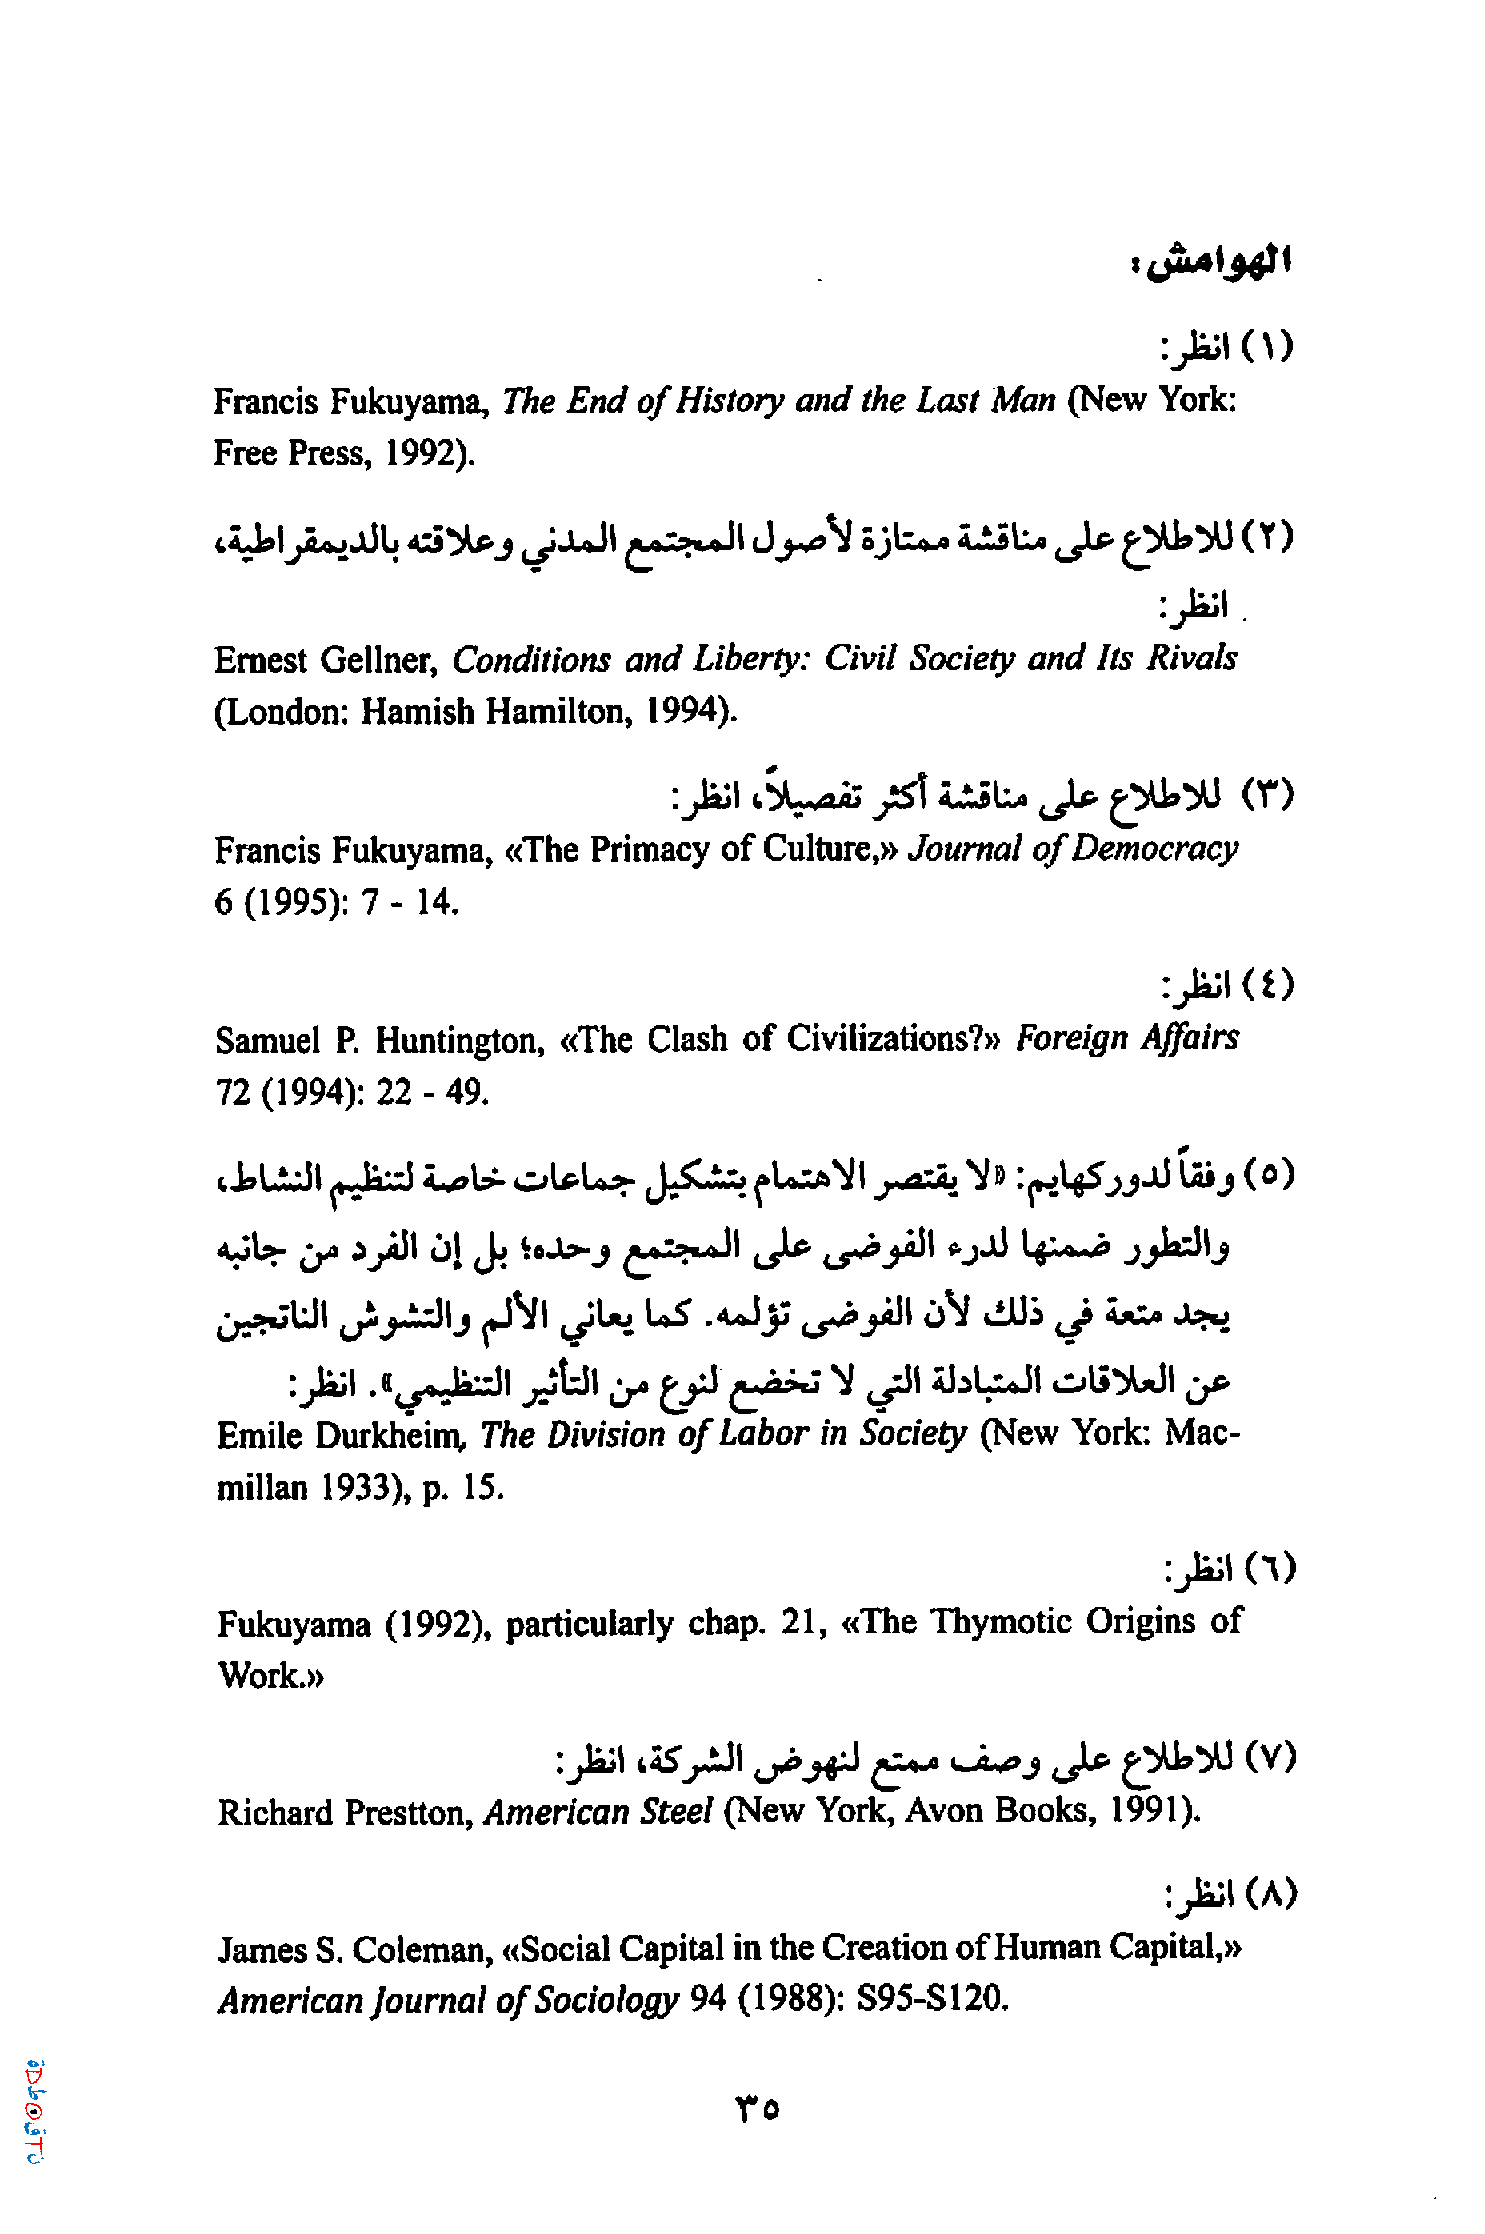 الهوامش:
(١) انظر:
Francis Fukuyama, The End of History and the Last Man (New York:
Free Press, 1992).
(٢) للاطلاع على مناقشة ممتازة لأصول المجتمع المدني وعلاقته بالديمقراطية،
انظر:
Ernest Gellner, Conditions and Liberty: Civil Society and Its Rivals
(London: Hamish Hamilton, 1994).
(٣) للاطلاع على مناقشة أكثر تفصيلاً، انظر:
Francis Fukuyama, «The Primacy of Culture,» Journal of Democracy
6 (1995): 7 - 14.
(٤) انظر:
Samuel P. Huntington, «The Clash of Civilizations?» Foreign Affairs
72 (1994): 22 - 49.
(٥) وفقاً لدوركهايم: «لا يقتصر الاهتمام بتشكيل جماعات خاصة لتنظيم النشاط،
والتطور ضمنها لدرء الفوضى على المجتمع وحده؛ بل إن الفرد من جانبه
يجد متعة في ذلك لأن الفوضى تؤلمه. كما يعاني الألم والتشوش الناتجين
عن العلاقات المتبادلة التي لا تخضع لنوع من التأثير التنظيمي». انظر:
Emile Durkheim, The Division of Labor in Society (New York: Mac-
millan 1933), p. 15.
(٦) انظر:
Fukuyama (1992), particularly chap. 21, «The Thymotic Origins of
Work.»
(٧) للاطلاع على وصف ممتع لنهوض الشركة، انظر:
Richard Prestton, American Steel (New York, Avon Books, 1991).
(٨) انظر:
James S. Coleman, «Social Capital in the Creation of Human Capital,»
American Journal of Sociology 94 (1988): S95-S120.
٣٥